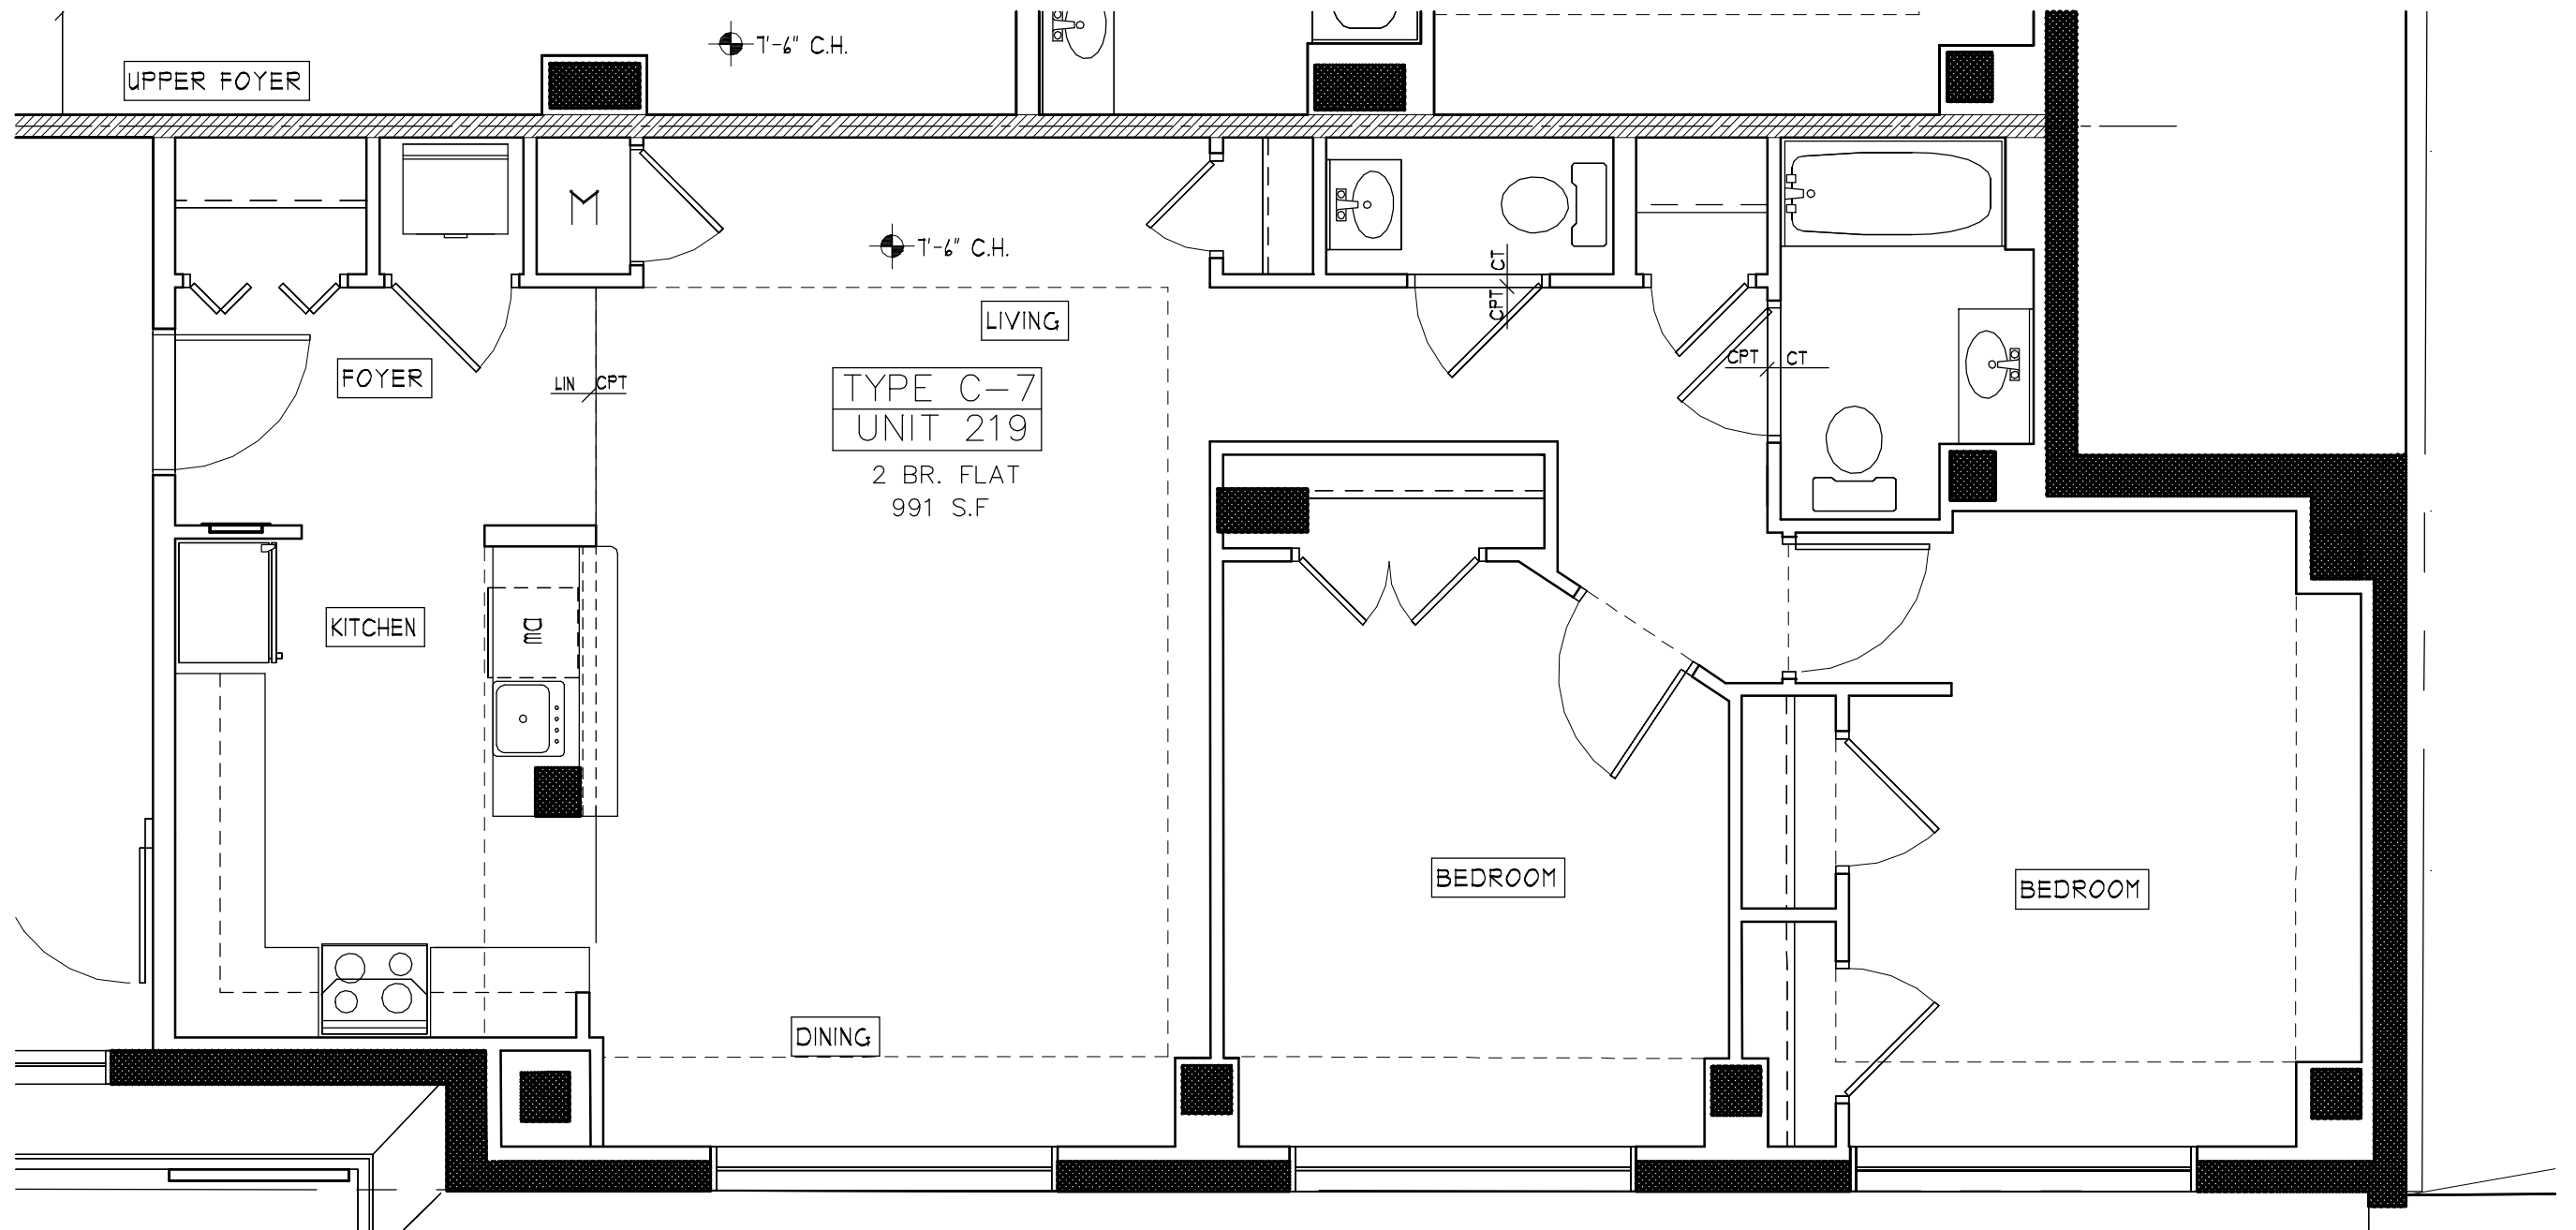 7'-6" C.H.
UPPER FOYER
M
7'-6" C.H.
CT
CPT
LIVING
FOYER
CPT CT
LIN CPT
TYPE C-7
UNIT 219
2 BR. FLAT
991 S.F
KITCHEN
DW
BEDROOM
BEDROOM
DINING